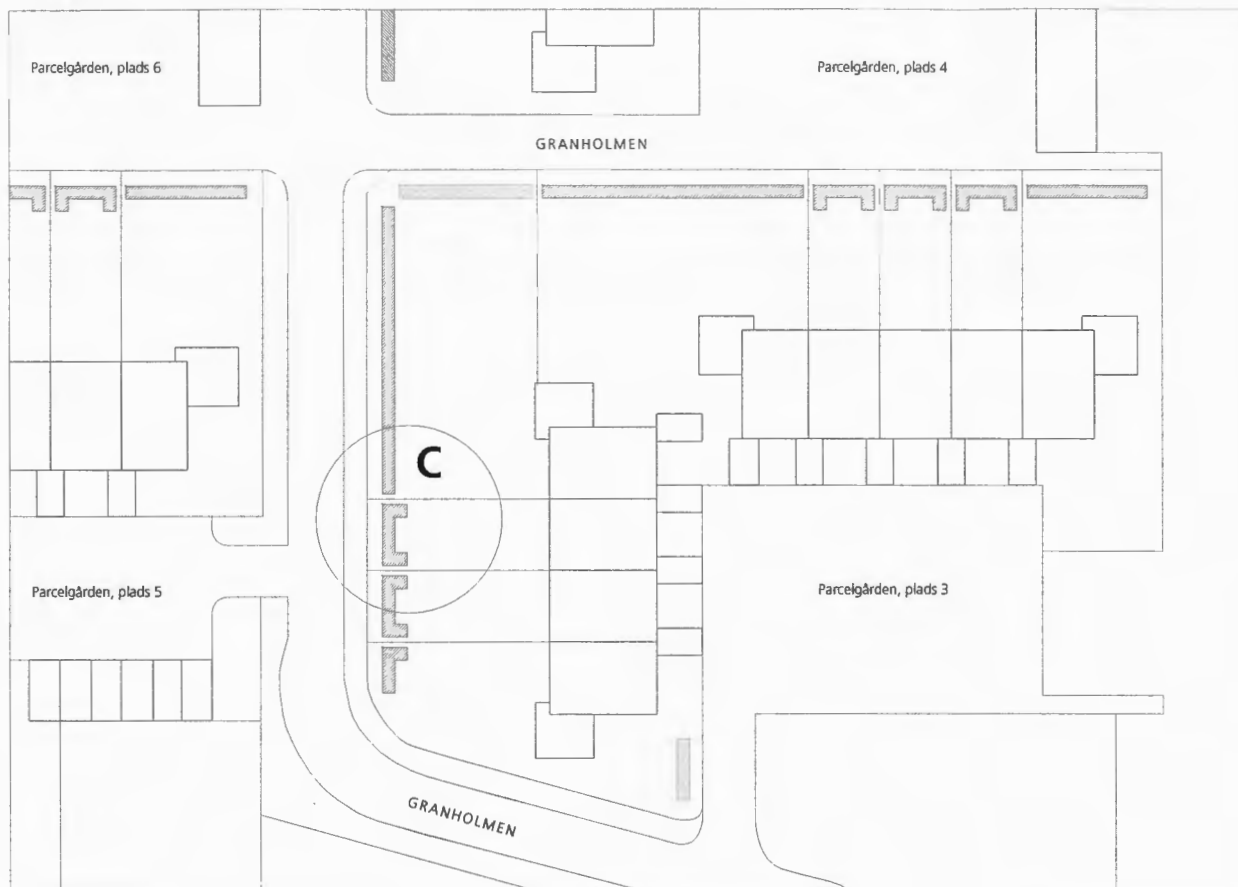 Parcelgården, plads 6
Parcelgården, plads 4
GRANHOLMEN
C
Parcelgården, plads 5
Parcelgården, plads 3
GRANHOLMEN